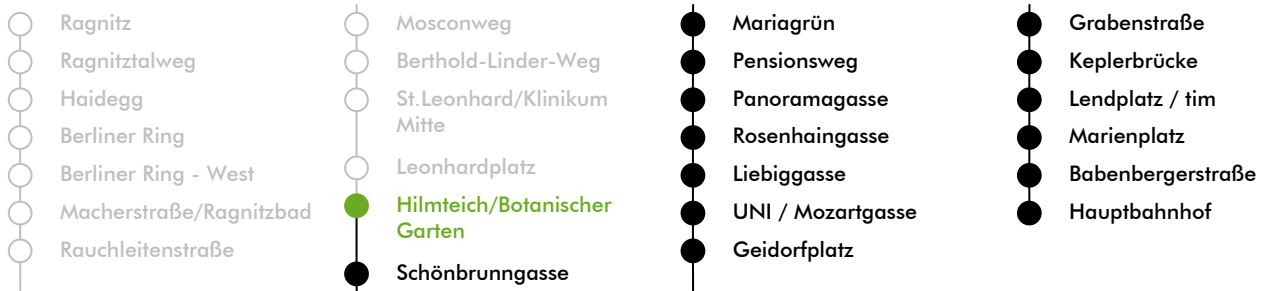 Ragnitz
Ragnitztalweg
Haidegg
Berliner Ring
Berliner Ring - West
Macherstraße/Ragnitzbad
Rauchleitenstraße
Mosconweg
Berthold-Linder-Weg
St.Leonhard/Klinikum
Mitte
Leonhardplatz
Hilmteich/Botanischer
Garten
Schönbrunngasse
Mariagrün
Pensionsweg
Panoramagasse
Rosenhaingasse
Liebiggasse
UNI / Mozartgasse
Geidorfplatz
Grabenstraße
Keplerbrücke
Lendplatz / tim
Marienplatz
Babenbergerstraße
Hauptbahnhof